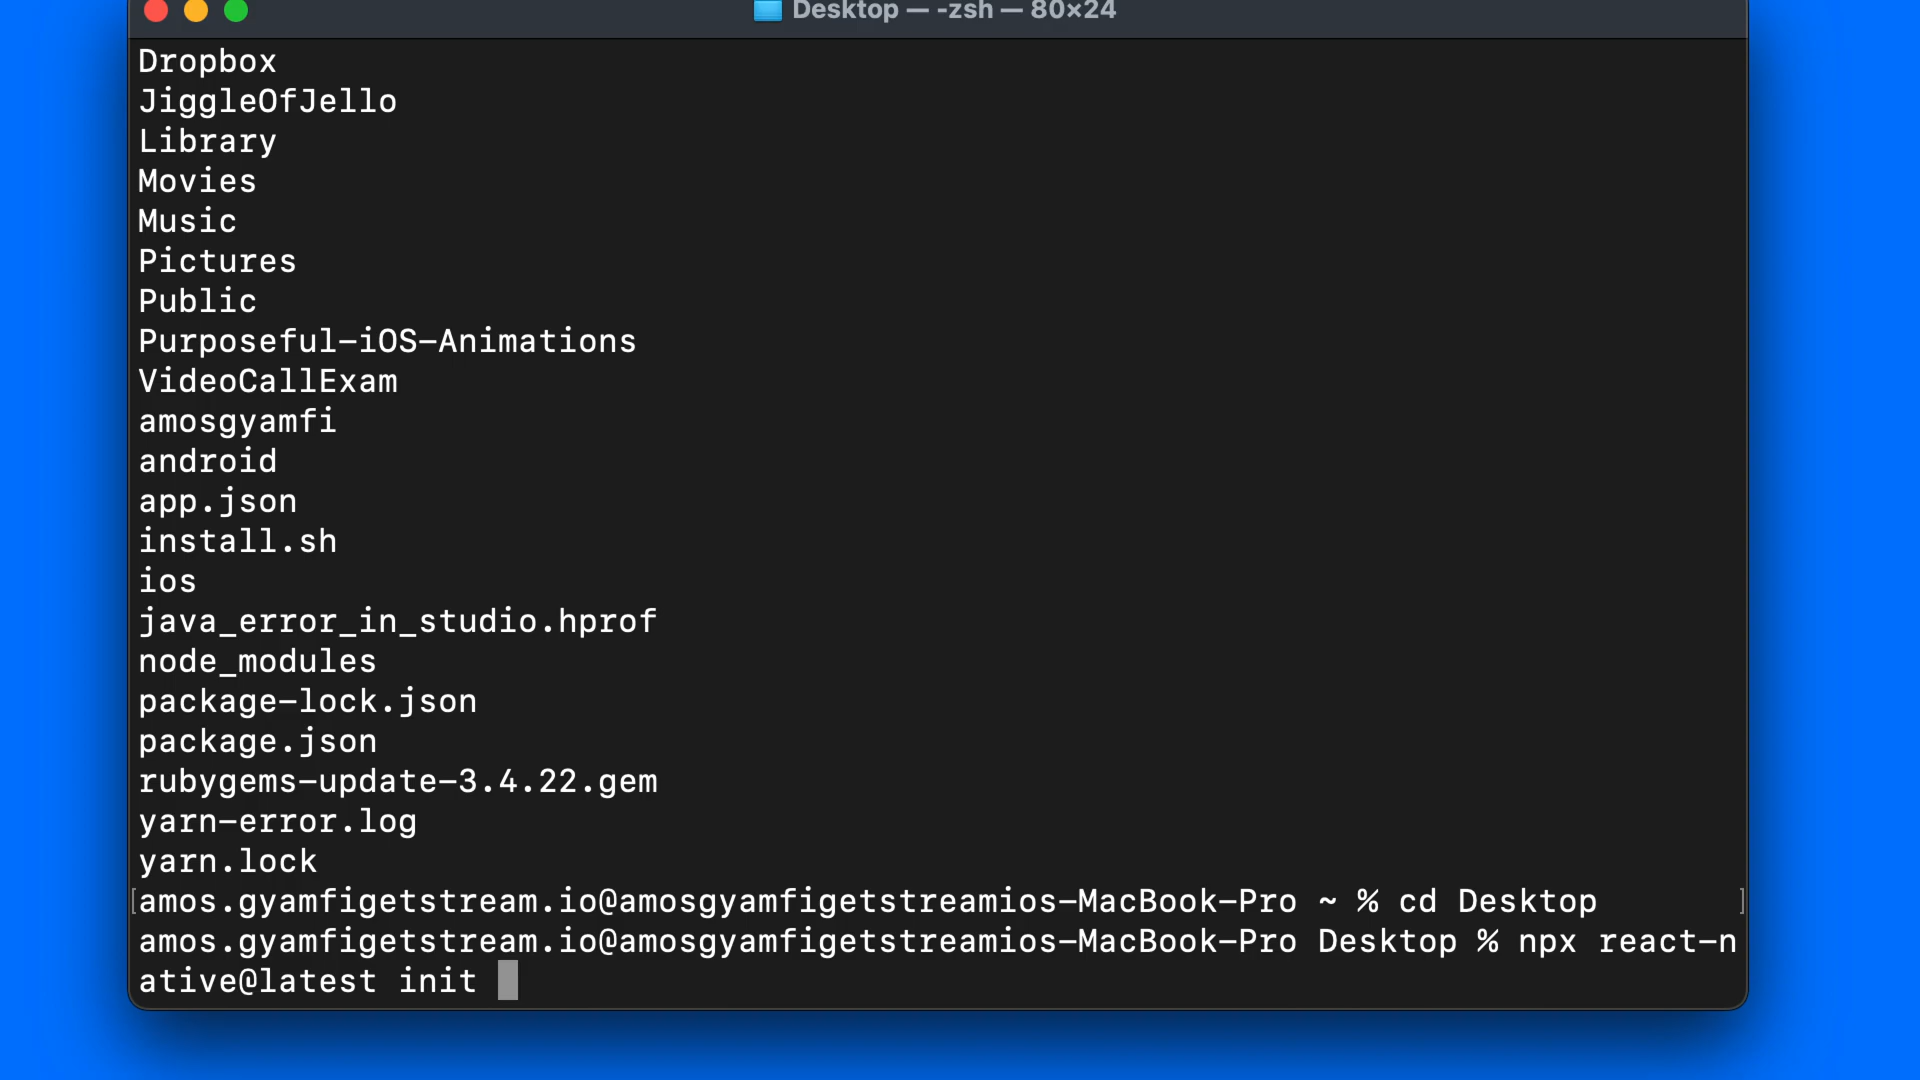 Desktop — -zsh — 80×24
Dropbox
JiggleOfJello
Library
Movies
Music
Pictures
Public
Purposeful-iOS-Animations
VideoCallExam
amosgyamfi
android
app.json
install.sh
ios
java_error_in_studio.hprof
node_modules
package-lock.json
package.json
rubygems-update-3.4.22.gem
yarn-error.log
yarn.lock
[amos.gyamfigetstream.io@amosgyamfigetstreamios-MacBook-Pro ~ % cd Desktop ]
amos.gyamfigetstream.io@amosgyamfigetstreamios-MacBook-Pro Desktop % npx react-n
ative@latest init